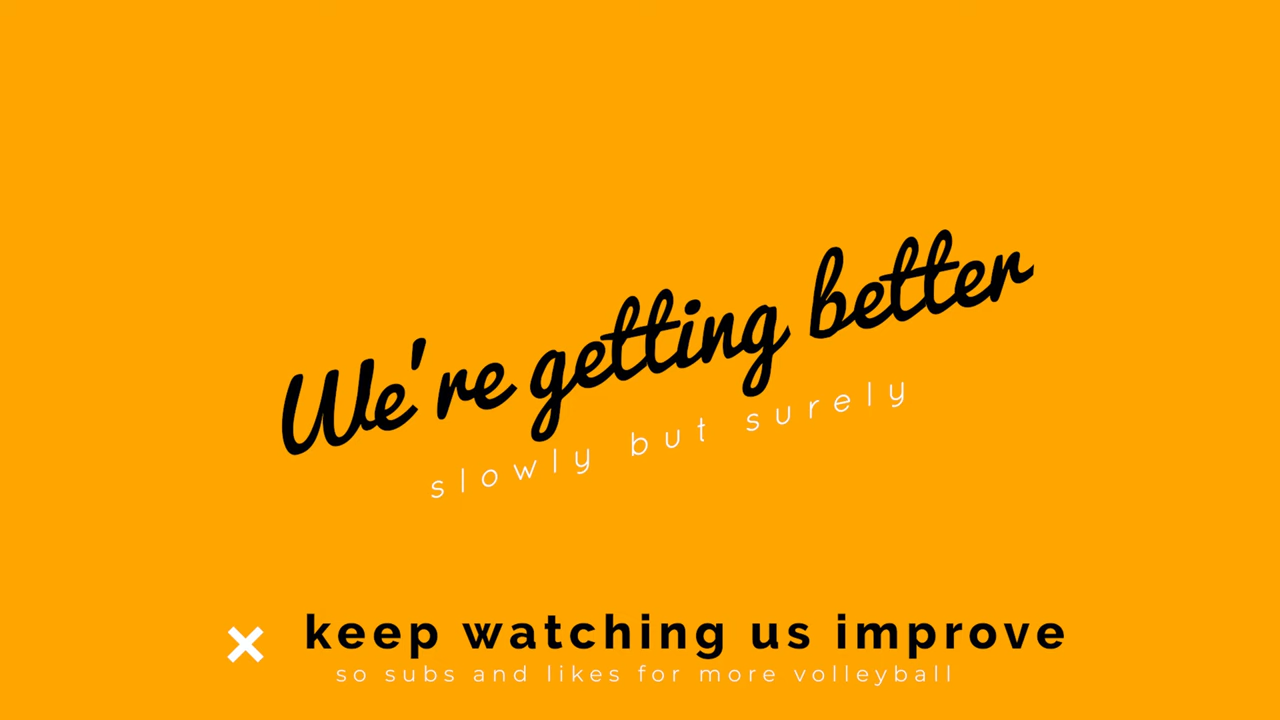 We're getting better
slowly but surely
keep watching us improve
so subs and likes for more volleyball